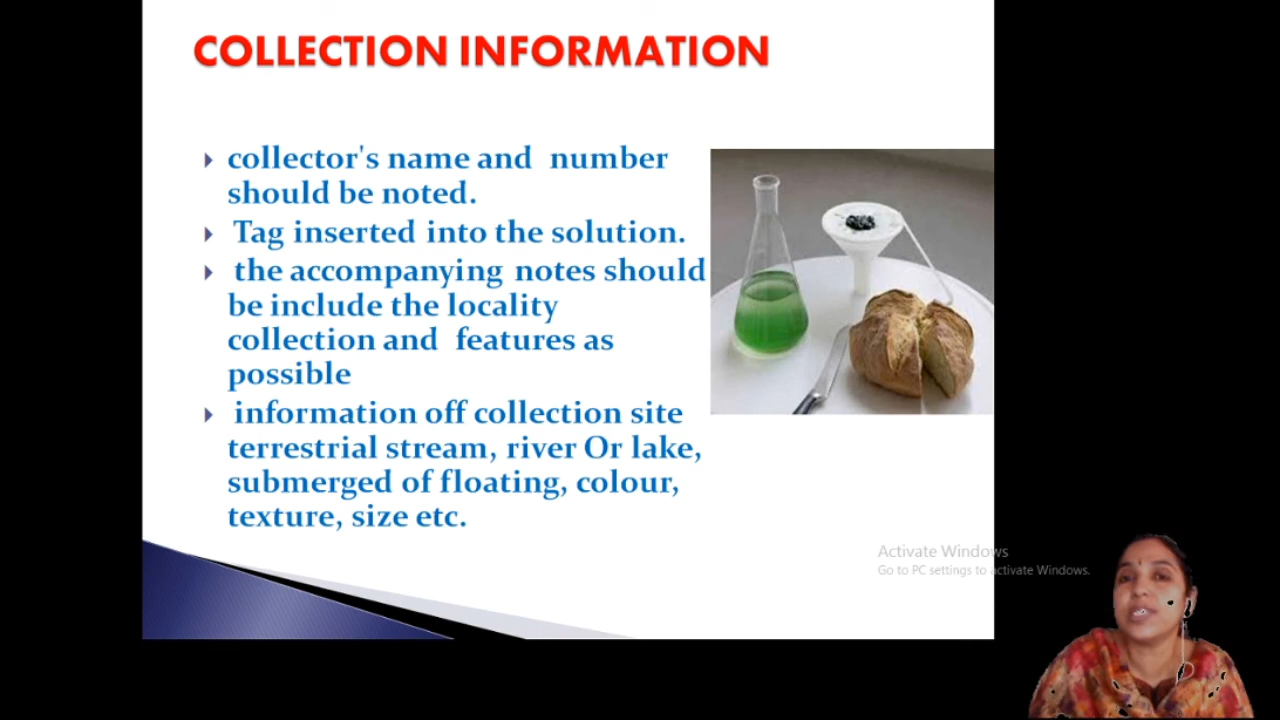 COLLECTION INFORMATION
collector's name and number
should be noted.
Tag inserted into the solution.
the accompanying notes should
be include the locality
collection and features as
possible
information off collection site
terrestrial stream, river Or lake,
submerged of floating, colour,
texture, size etc.
Activate Windows
Go to PC settings to activate Windows.